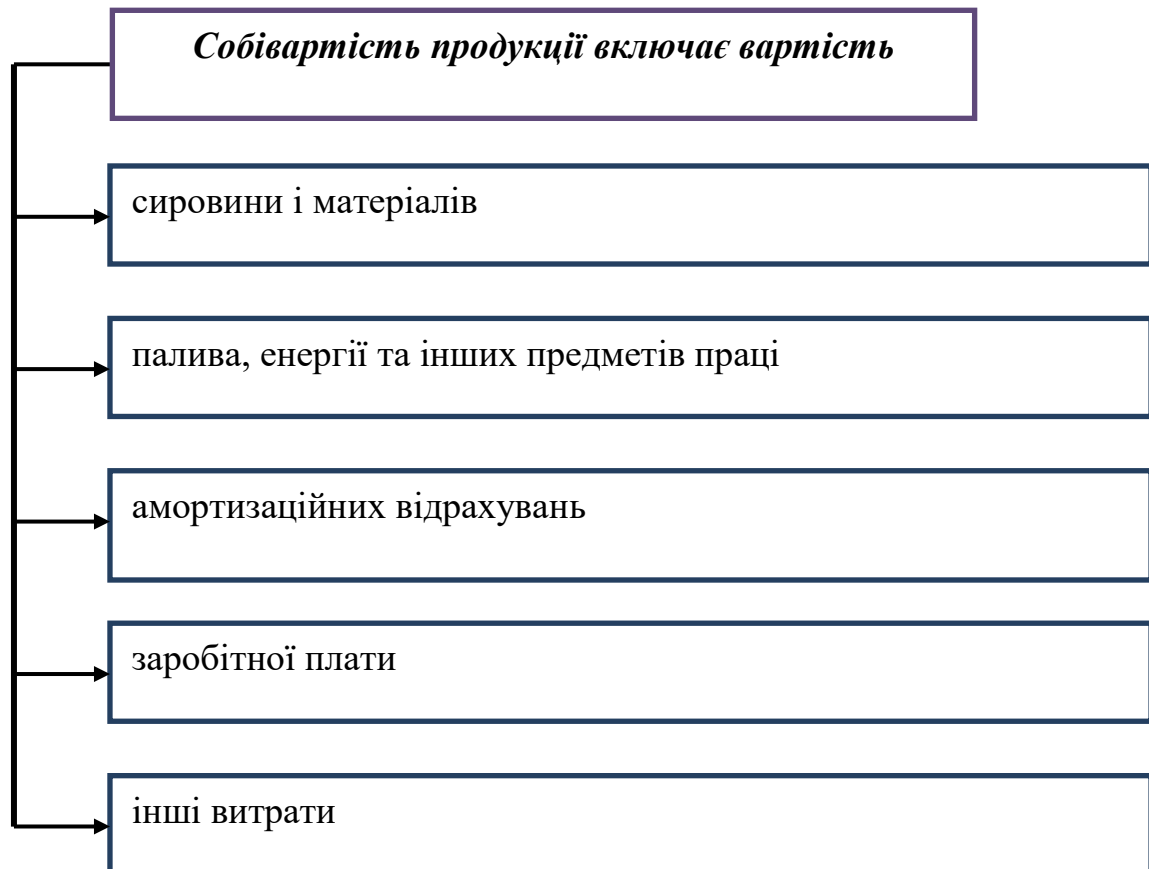 Собівартість продукції включає вартість
сировини і матеріалів
палива, енергії та інших предметів праці
амортизаційних відрахувань
заробітної плати
інші витрати